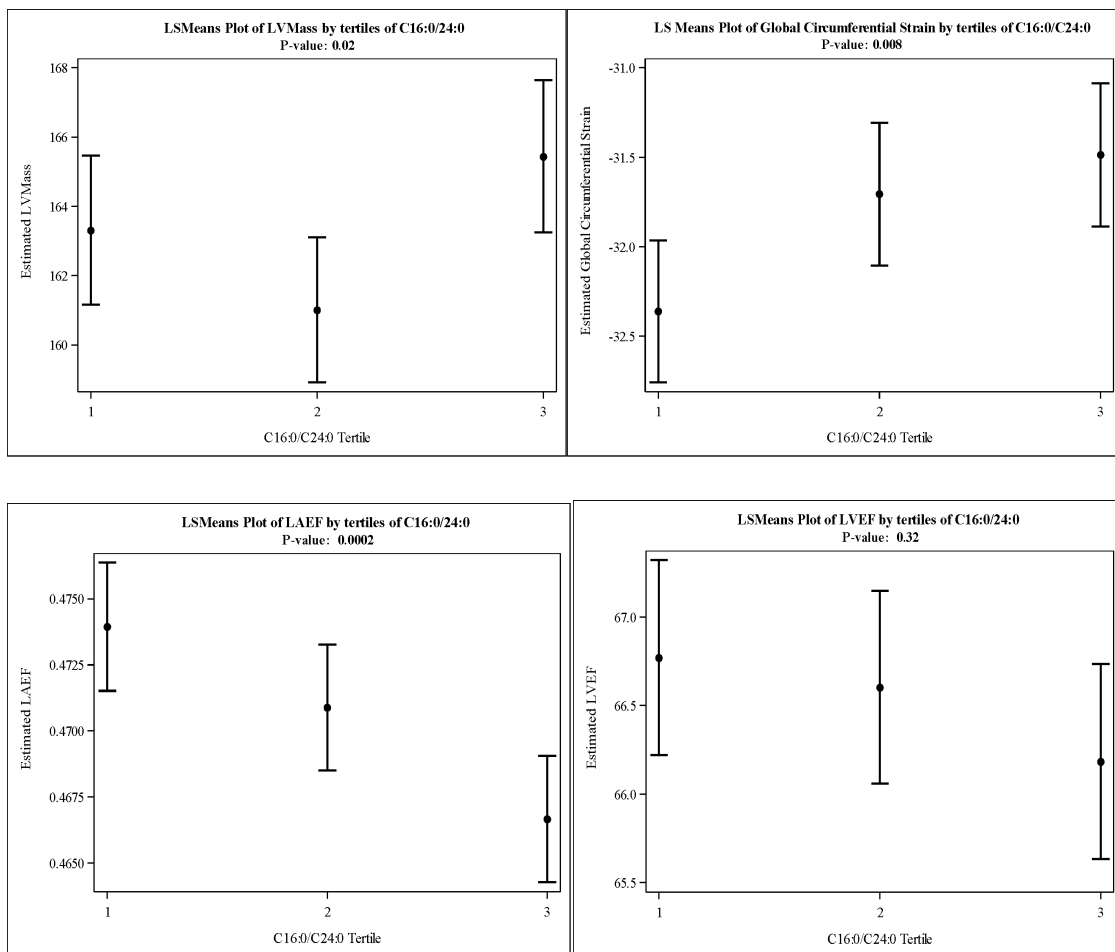 LSMeans Plot of LVMass by tertiles of C16:0/24:0
P-value: 0.02
168
166
164
162
160
Estimated LVMass
1 2 3
C16:0/C24:0 Tertile
LS Means Plot of Global Circumferential Strain by tertiles of C16:0/C24:0
P-value: 0.008
-31.0
-31.5
-32.0
-32.5
Estimated Global Circumferential Strain
1 2 3
C16:0/C24:0 Tertile
LSMeans Plot of LAEF by tertiles of C16:0/24:0
P-value: 0.0002
0.4750
0.4725
0.4700
0.4675
0.4650
Estimated LAEF
1 2 3
C16:0/C24:0 Tertile
LSMeans Plot of LVEF by tertiles of C16:0/24:0
P-value: 0.32
67.0
66.5
66.0
65.5
Estimated LVEF
1 2 3
C16:0/C24:0 Tertile